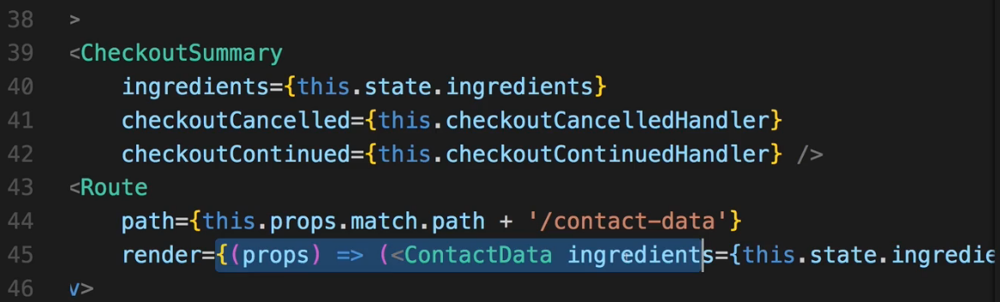 38 >
39 <CheckoutSummary
40 ingredients={this.state.ingredients}
41 checkoutCancelled={this.checkoutCancelledHandler}
42 checkoutContinued={this.checkoutContinuedHandler} />
43 <Route
44 path={this.props.match.path + '/contact-data'}
45 render={(props) => (<ContactData ingredients={this.state.ingredie
46 v>